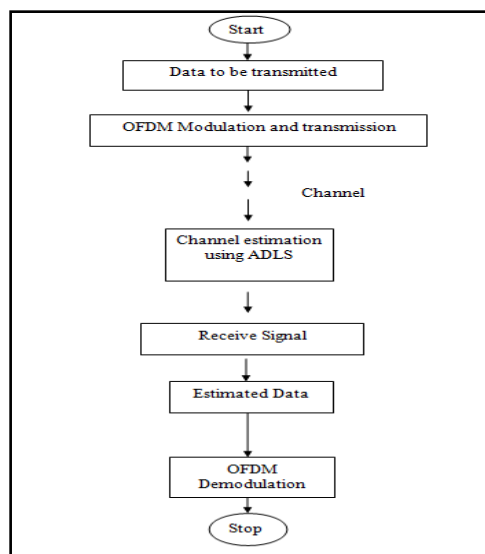 Start
Data to be transmitted
OFDM Modulation and transmission
Channel
Channel estimation
using ADLS
Receive Signal
Estimated Data
OFDM
Demodulation
Stop